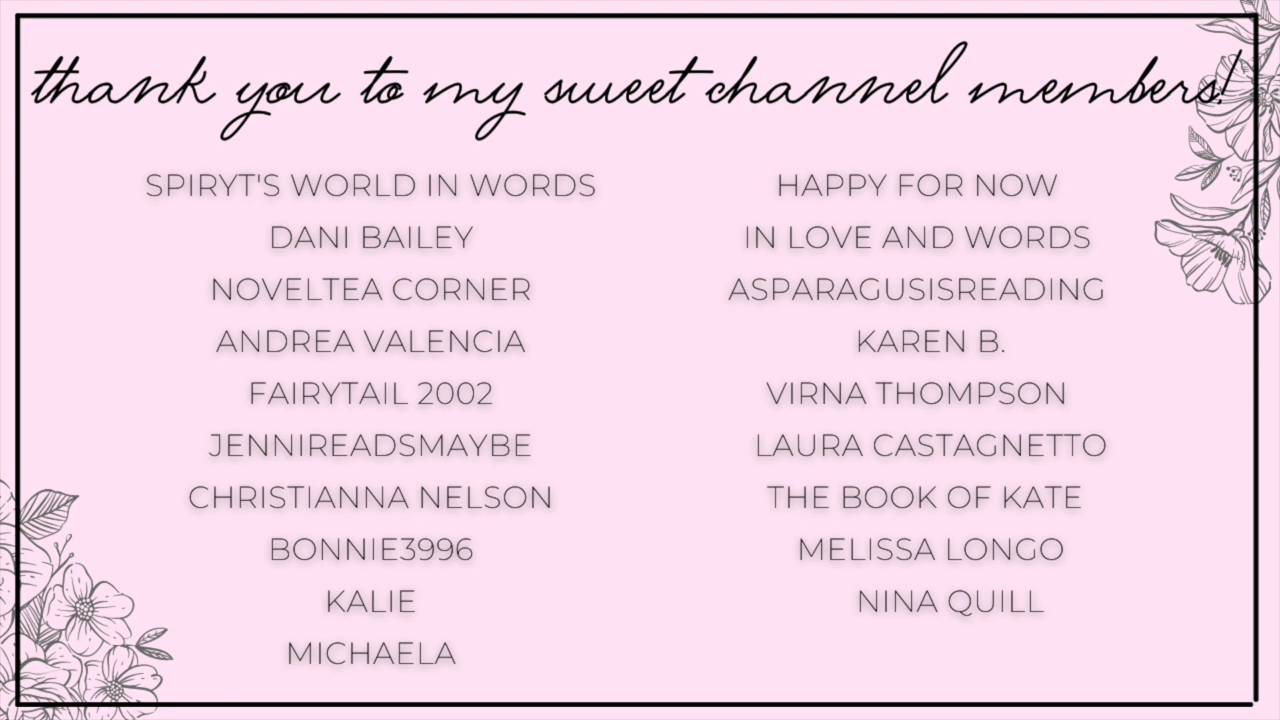 thank you to my sweet channel members!
SPIRYT'S WORLD IN WORDS
DANI BAILEY
NOVELTEA CORNER
ANDREA VALENCIA
FAIRYTAIL 2002
JENNIREADSMAYBE
CHRISTIANNA NELSON
BONNIE3996
KALIE
MICHAELA
HAPPY FOR NOW
IN LOVE AND WORDS
ASPARAGUSISREADING
KAREN B.
VIRNA THOMPSON
LAURA CASTAGNETTO
THE BOOK OF KATE
MELISSA LONGO
NINA QUILL